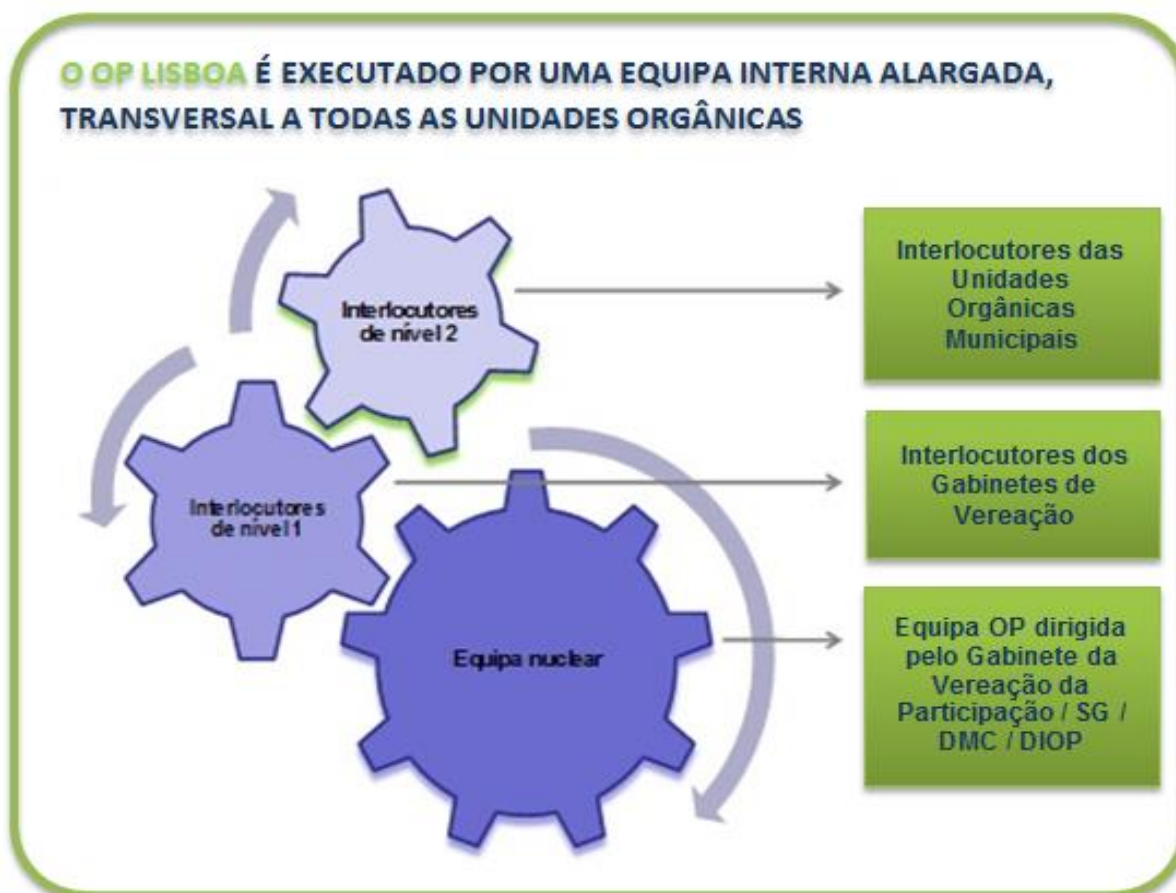 O OP LISBOA É EXECUTADO POR UMA EQUIPA INTERNA ALARGADA,
TRANSVERSAL A TODAS AS UNIDADES ORGÂNICAS
Interlocutores
de nível 2
Interlocutores das
Unidades
Orgânicas
Municipais
Interlocutores
de nível 1
Interlocutores dos
Gabinetes de
Vereação
Equipa nuclear
Equipa OP dirigida
pelo Gabinete da
Vereação da
Participação / SG /
DMC / DIOP